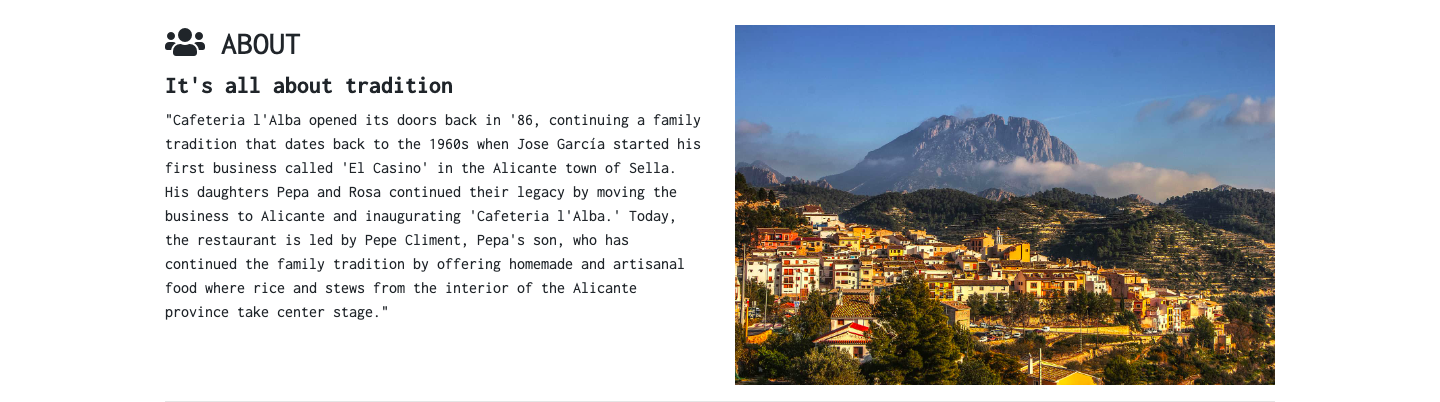 ABOUT
It's all about tradition
"Cafeteria l'Alba opened its doors back in '86, continuing a family
tradition that dates back to the 1960s when Jose García started his
first business called 'El Casino' in the Alicante town of Sella.
His daughters Pepa and Rosa continued their legacy by moving the
business to Alicante and inaugurating 'Cafeteria l'Alba.' Today,
the restaurant is led by Pepe Climent, Pepa's son, who has
continued the family tradition by offering homemade and artisanal
food where rice and stews from the interior of the Alicante
province take center stage."